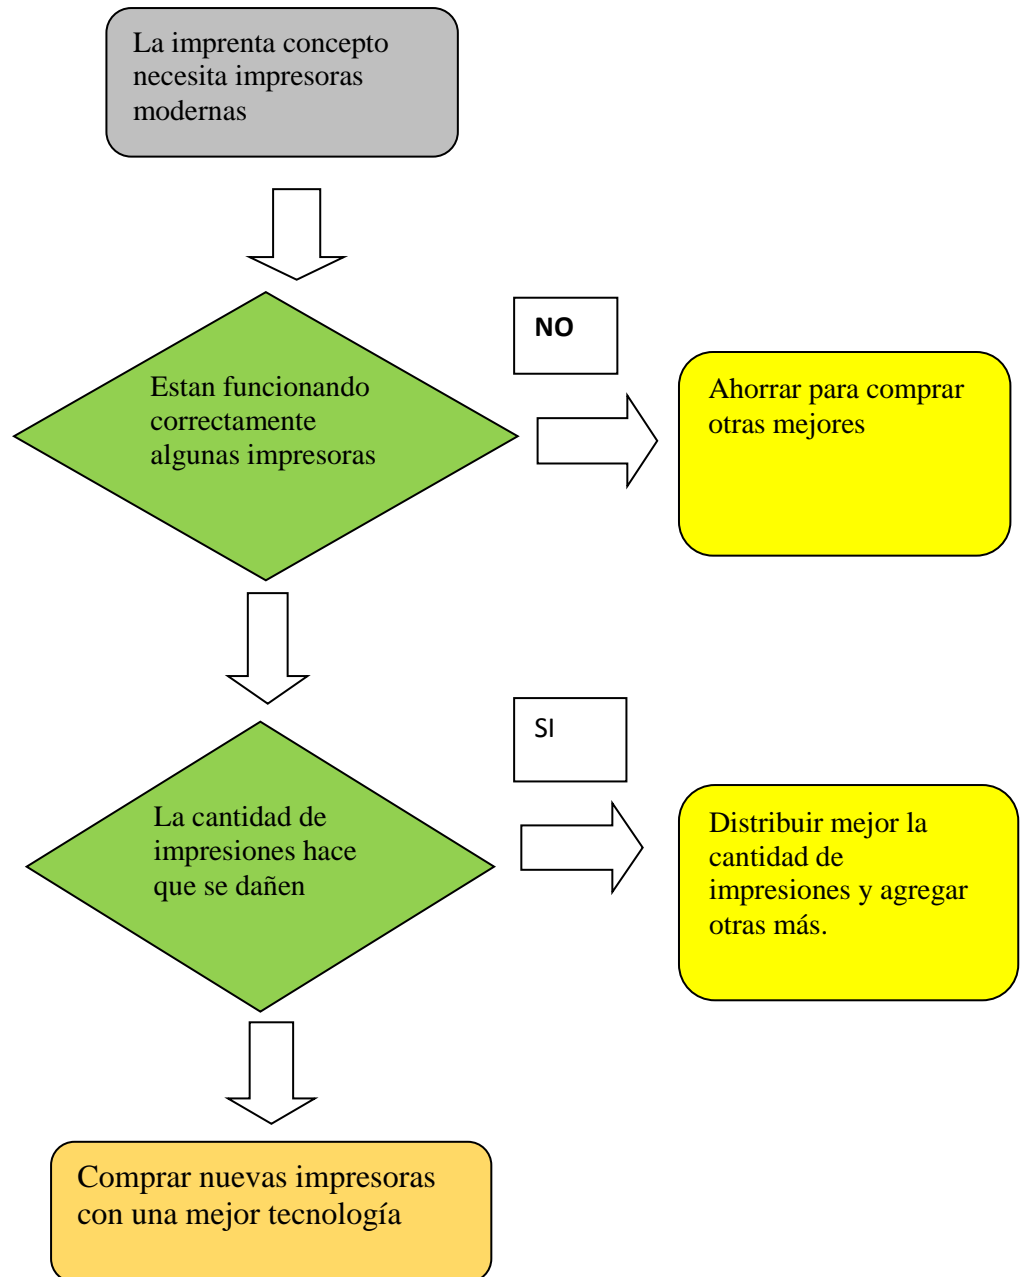 La imprenta concepto
necesita impresoras
modernas
NO
Estan funcionando
correctamente
algunas impresoras
Ahorrar para comprar
otras mejores
SI
La cantidad de
impresiones hace
que se dañen
Distribuir mejor la
cantidad de
impresiones y agregar
otras más.
Comprar nuevas impresoras
con una mejor tecnología